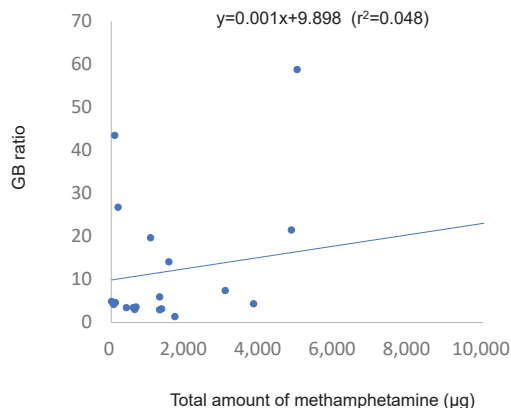 y=0.001x+9.898 (r²=0.048)
70
60
50
40
30
20
10
0
GB ratio
0 2,000 4,000 6,000 8,000 10,000
Total amount of methamphetamine (μg)